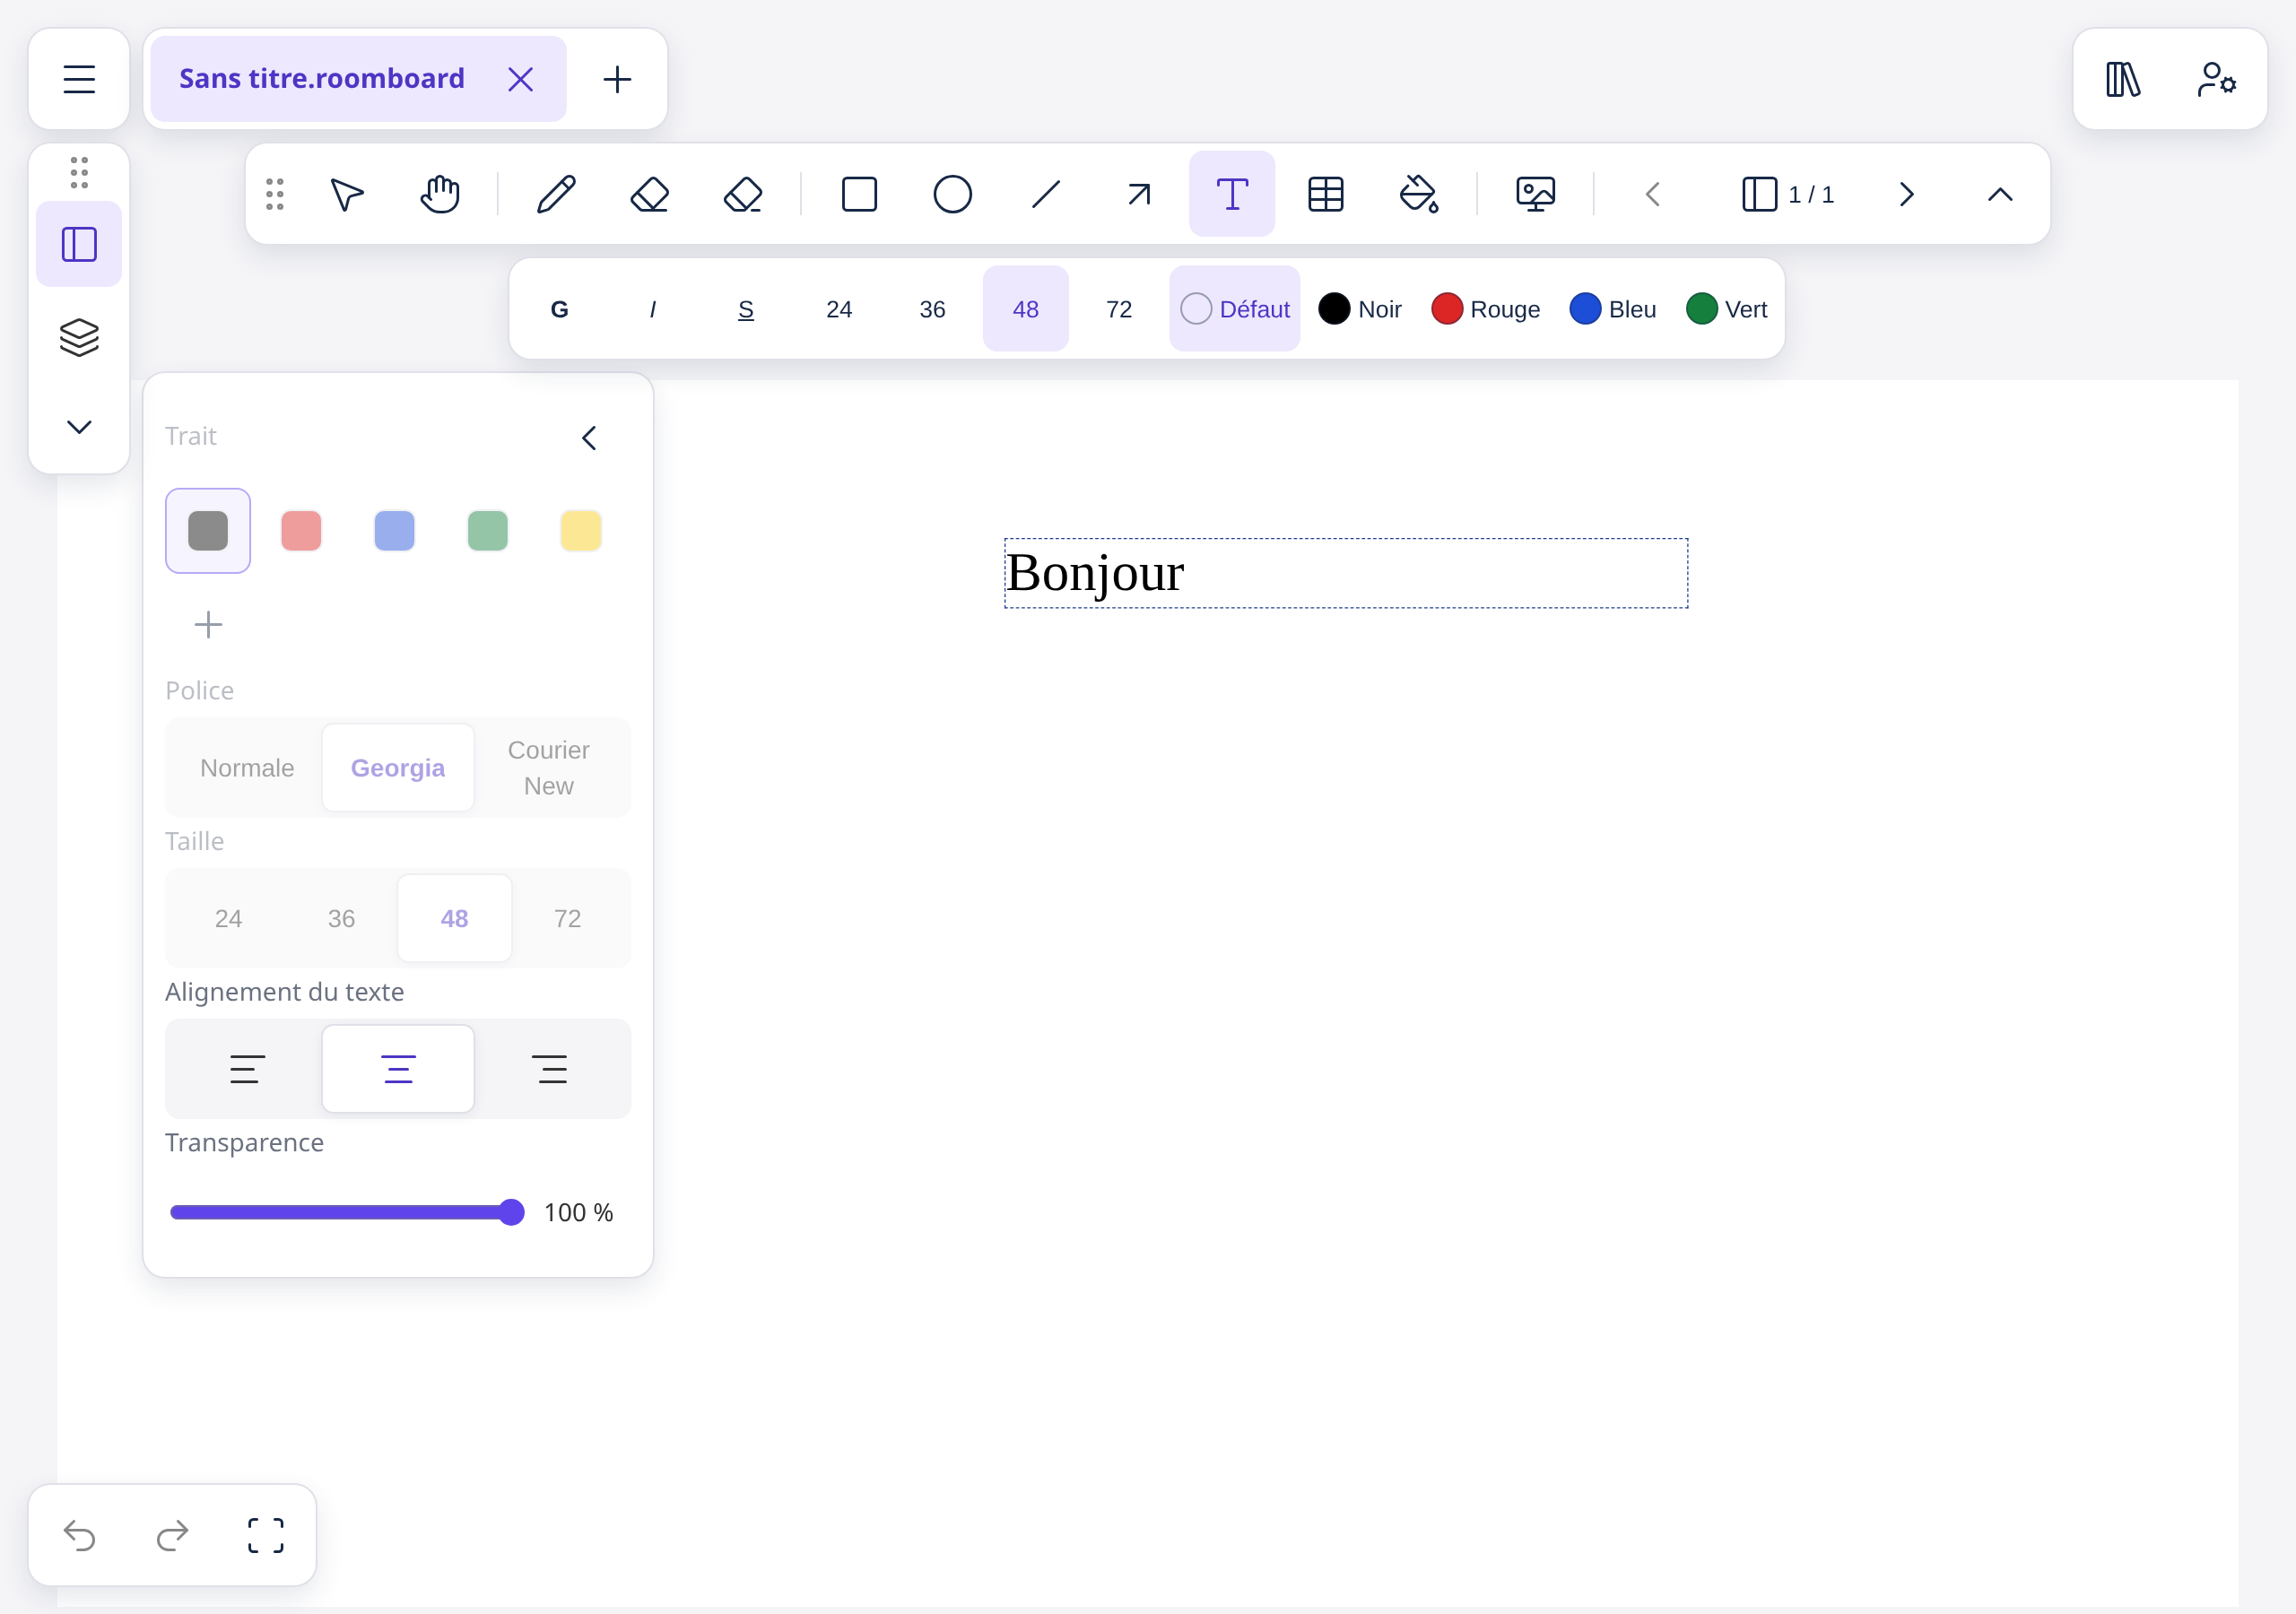 Sans titre.roomboard
1 / 1
G I S 24 36 48 72 Défaut Noir Rouge Bleu Vert
Trait
Bonjour
Police
Normale Georgia Courier New
Taille
24 36 48 72
Alignement du texte
Transparence
100 %